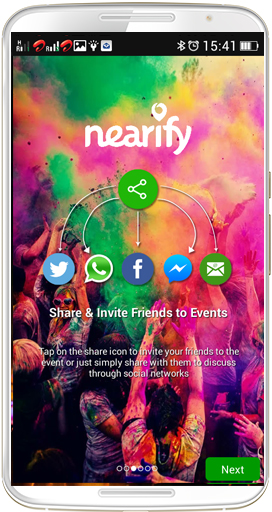 15:41
nearify
Share & Invite Friends to Events
Tap on the share icon to invite your friends to the
event or just simply share with them to discuss
through social networks
Next